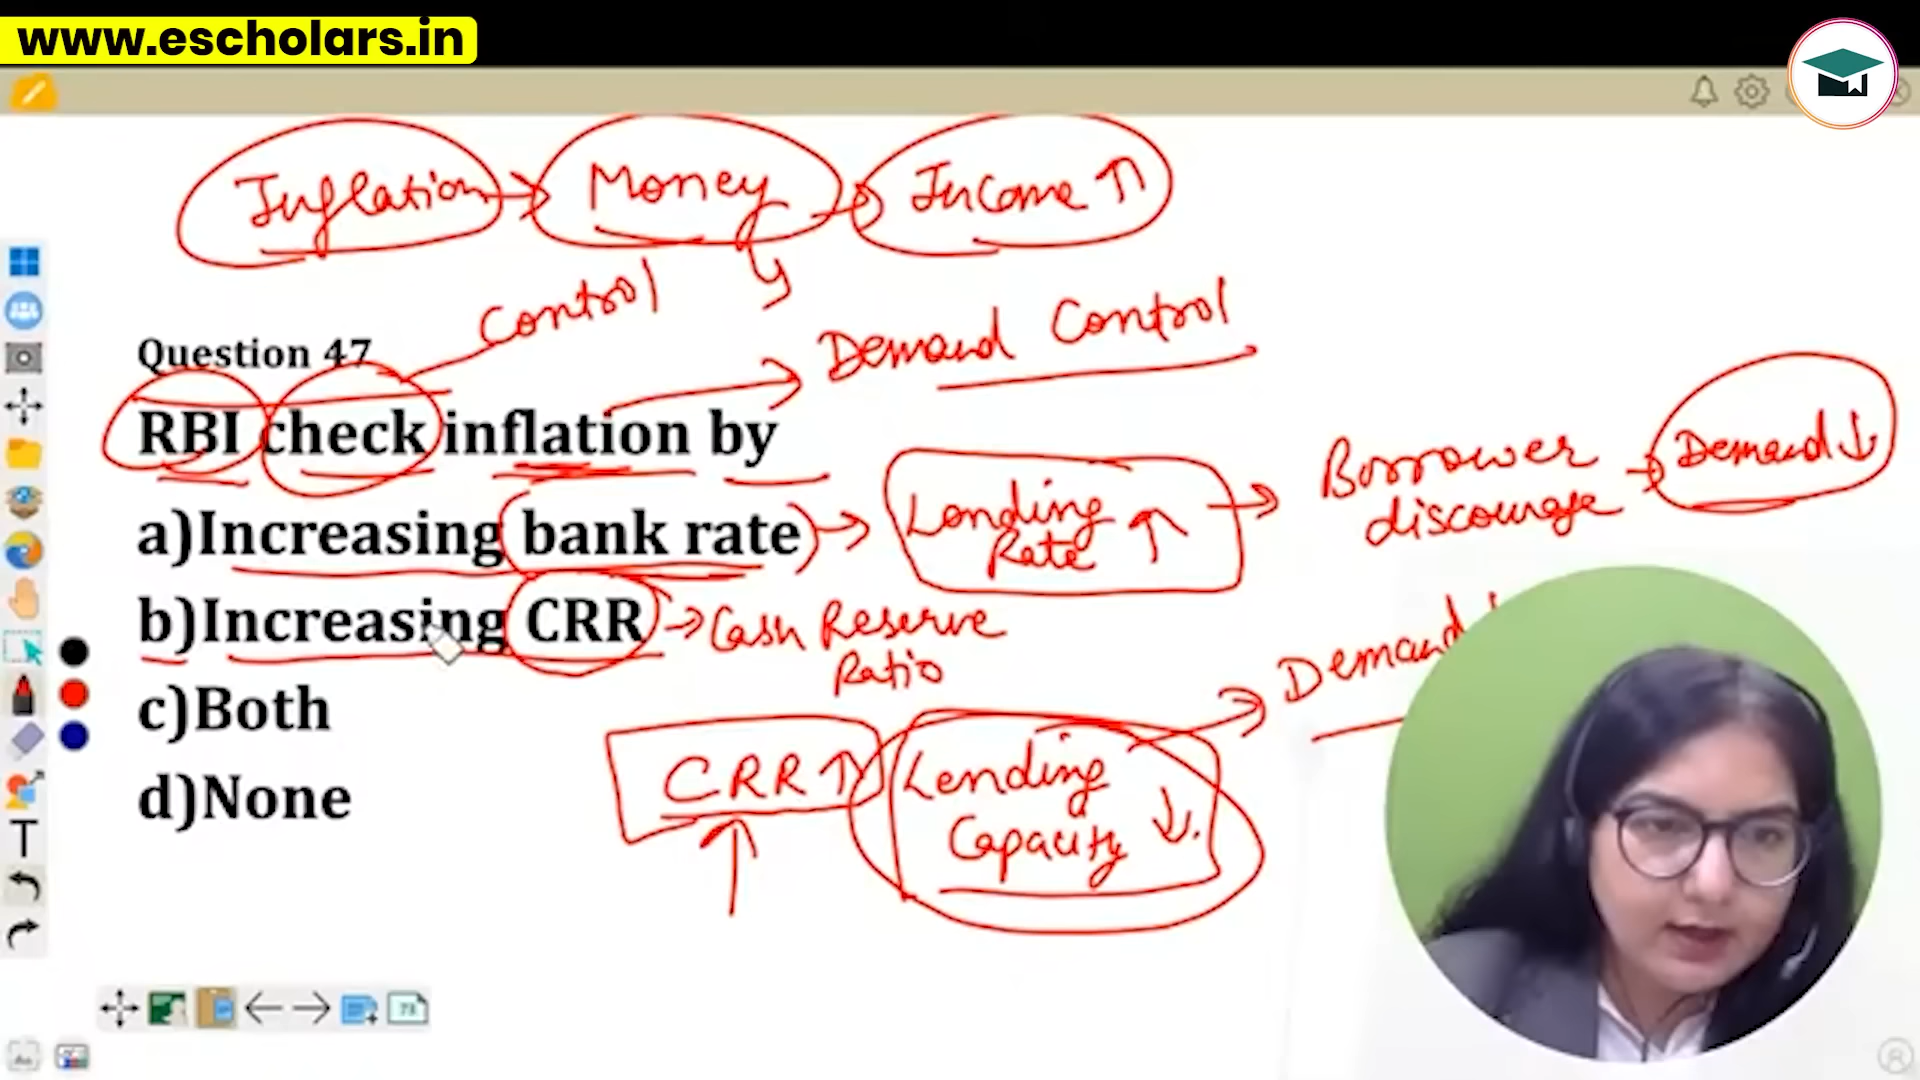 www.escholars.in
Inflation → Money → Income ↑
Control
Demand Control
Question 47
RBI check inflation by
a)Increasing bank rate → Lending Rate ↑ → Borrower discourage → Demand ↓
b)Increasing CRR → Cash Reserve Ratio
c)Both
CRR ↑ Lending Capacity ↓. → Demand
d)None
T
73